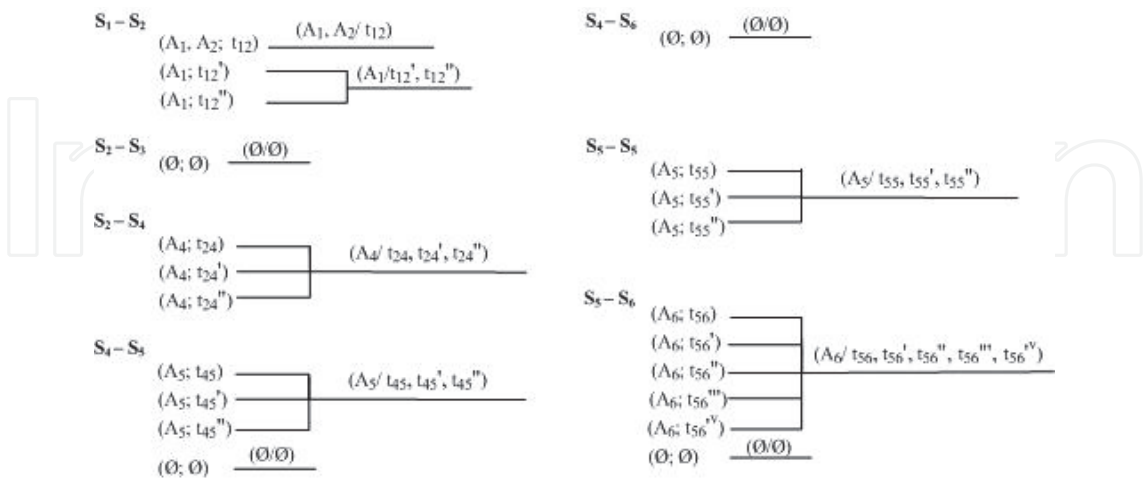 S₁ – S₂
(A₁, A₂; t₁₂) (A₁, A₂/ t₁₂)
(A₁; t₁₂')
(A₁/t₁₂', t₁₂'')
(A₁; t₁₂'')
S₂ – S₃
(Ø; Ø) (Ø/Ø)
S₂ – S₄
(A₄; t₂₄)
(A₄; t₂₄') (A₄/ t₂₄, t₂₄', t₂₄'')
(A₄; t₂₄'')
S₄ – S₅
(A₅; t₄₅)
(A₅; t₄₅') (A₅/ t₄₅, t₄₅', t₄₅'')
(A₅; t₄₅'')
(Ø; Ø) (Ø/Ø)
S₄ – S₆
(Ø; Ø) (Ø/Ø)
S₅ – S₅
(A₅; t₅₅)
(A₅; t₅₅') (A₅/ t₅₅, t₅₅', t₅₅'')
(A₅; t₅₅'')
S₅ – S₆
(A₆; t₅₆)
(A₆; t₅₆')
(A₆; t₅₆'') (A₆/ t₅₆, t₅₆', t₅₆'', t₅₆''', t₅₆'ᵛ)
(A₆; t₅₆''')
(A₆; t₅₆'ᵛ)
(Ø; Ø) (Ø/Ø)